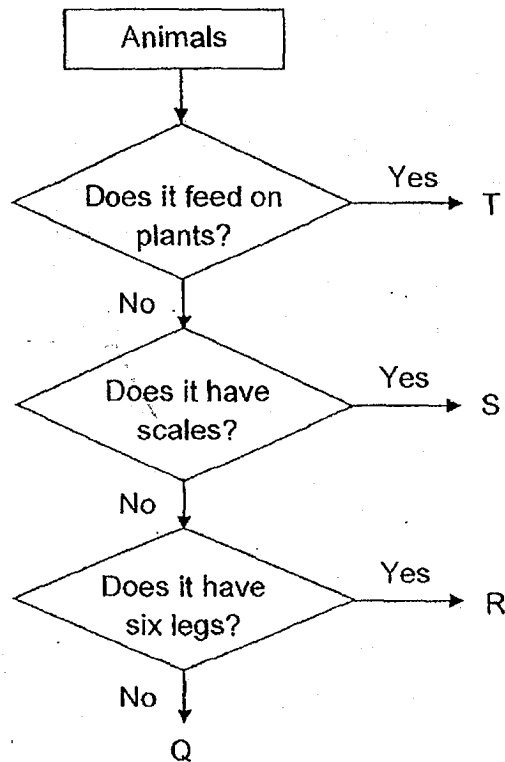 Animals
Does it feed on
plants?
Yes
T
No
Does it have
scales?
Yes
S
No
Does it have
six legs?
Yes
R
No
Q